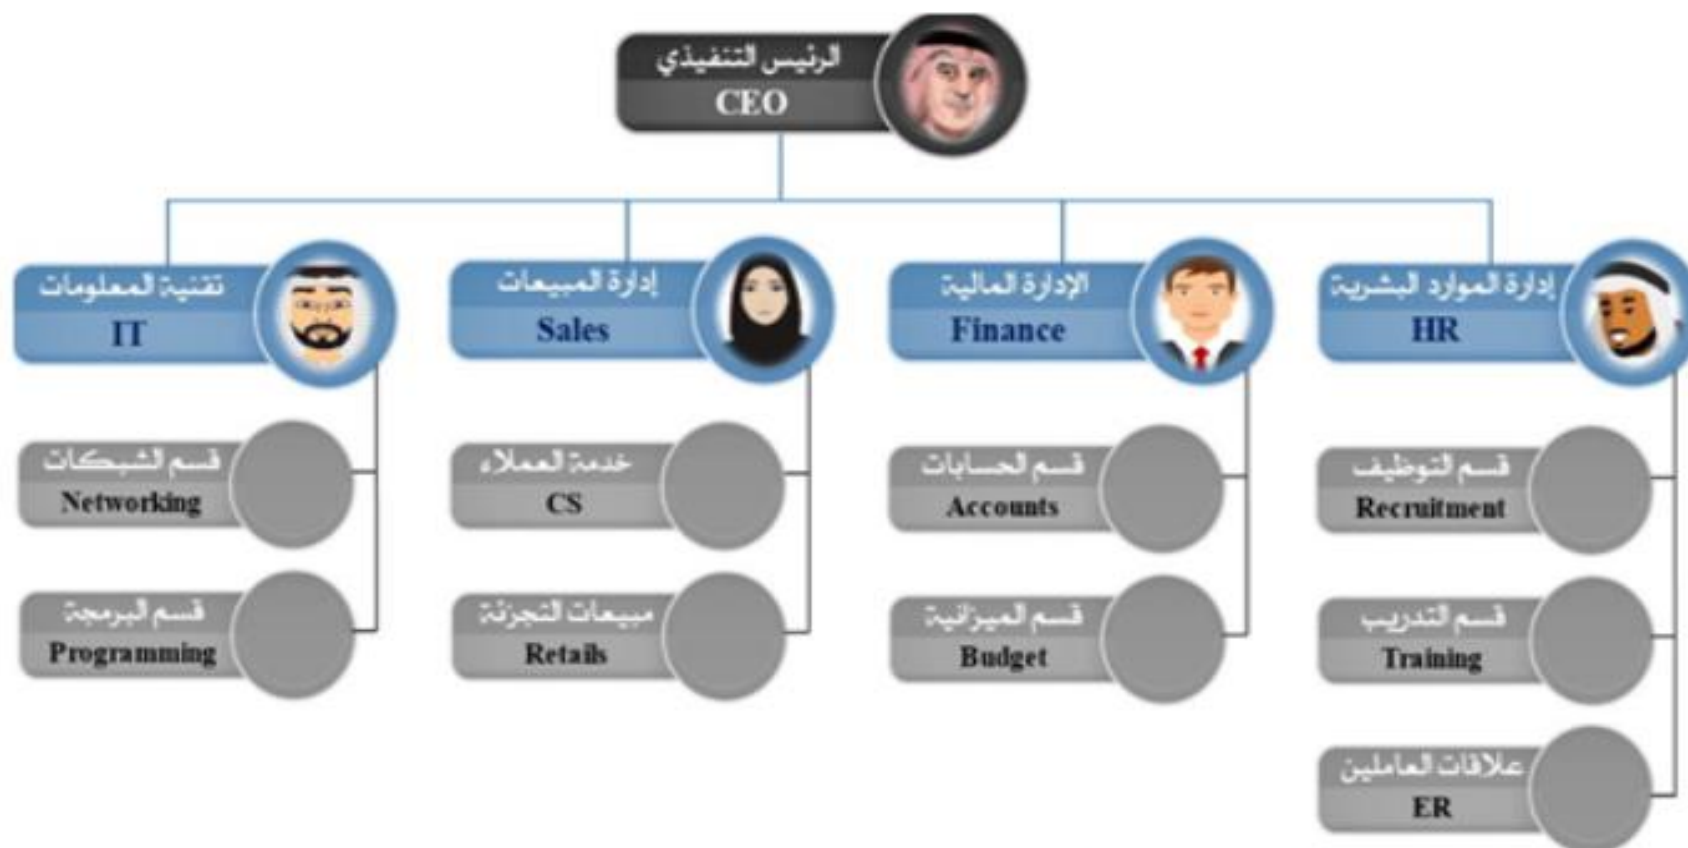 الرئيس التنفيذي
CEO
تقنية المعلومات
IT
إدارة المبيعات
Sales
الإدارة المالية
Finance
إدارة الموارد البشرية
HR
قسم الشبكات
Networking
خدمة العملاء
CS
قسم الحسابات
Accounts
قسم التوظيف
Recruitment
قسم البرمجة
Programming
مبيعات التجزئة
Retails
قسم الميزانية
Budget
قسم التدريب
Training
علاقات العاملين
ER